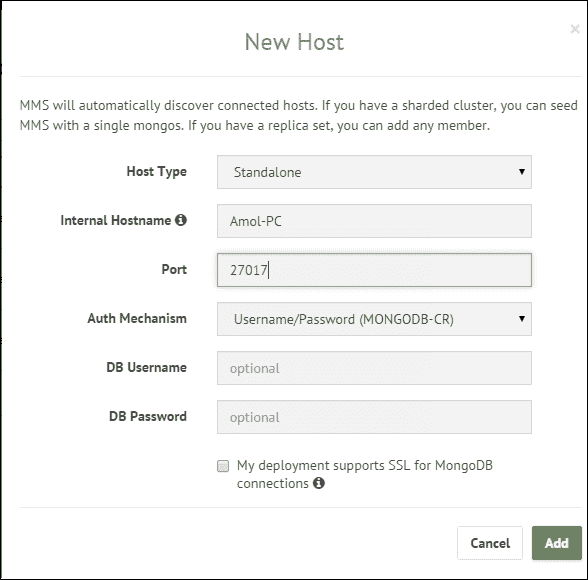 New Host
×
MMS will automatically discover connected hosts. If you have a sharded cluster, you can seed
MMS with a single mongos. If you have a replica set, you can add any member.
Host Type Standalone
Internal Hostname Amol-PC
Port 27017
Auth Mechanism Username/Password (MONGODB-CR)
DB Username optional
DB Password optional
My deployment supports SSL for MongoDB
connections
Cancel Add